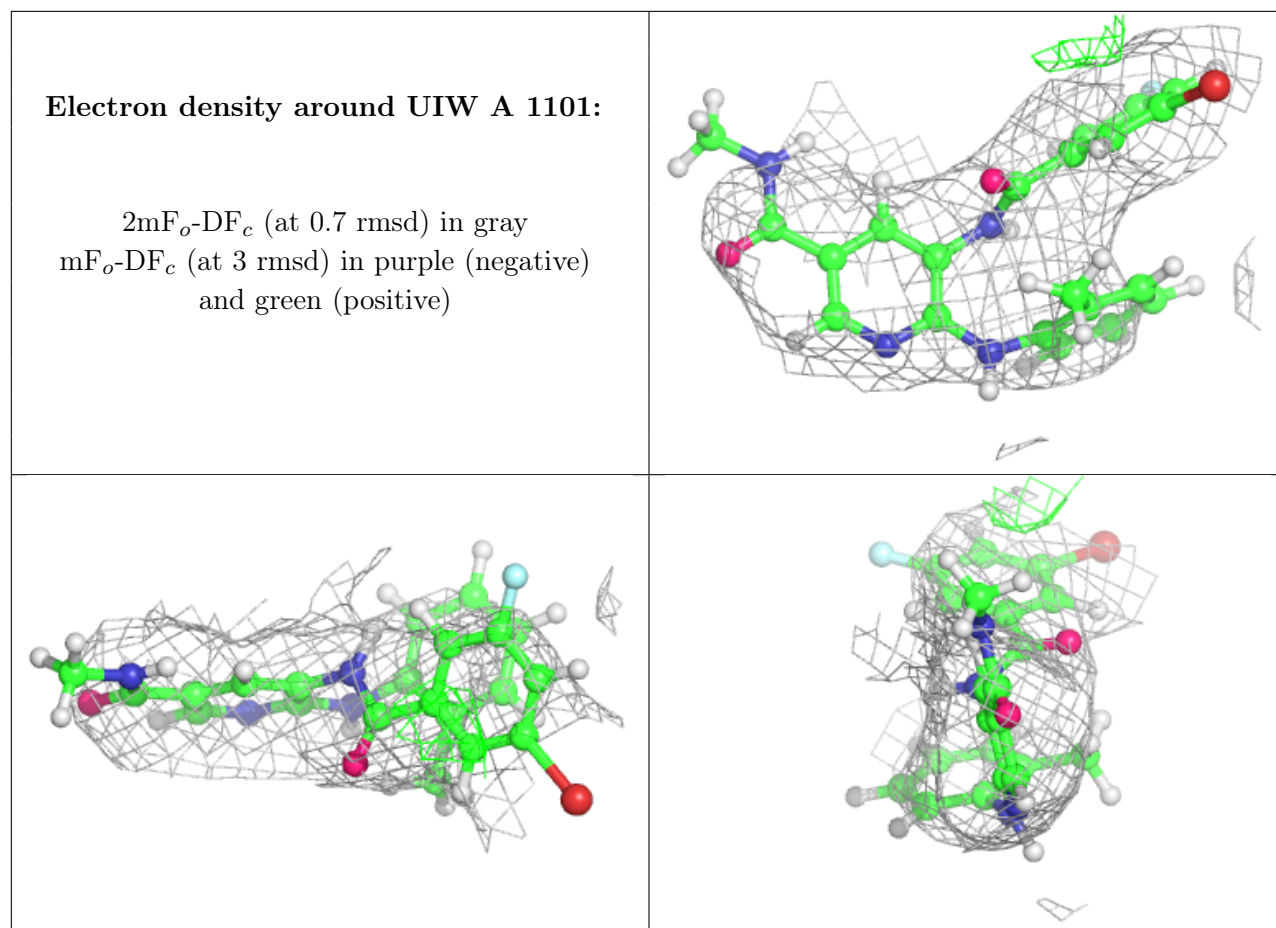 Electron density around UIW A 1101:
2mFo-DFc (at 0.7 rmsd) in gray
mFo-DFc (at 3 rmsd) in purple (negative)
and green (positive)